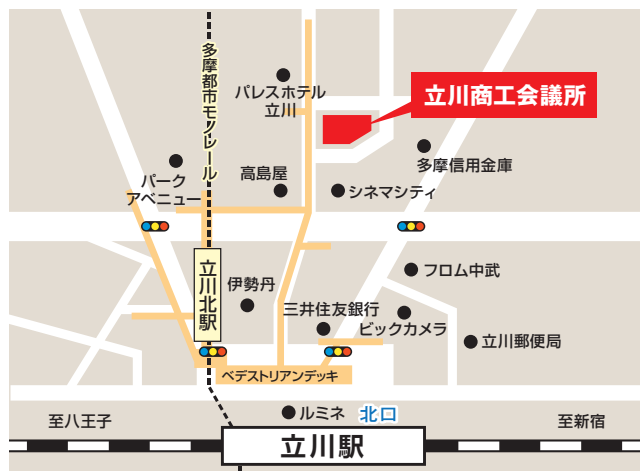 多摩都市モノレール
パレスホテル
立川
立川商工会議所
多摩信用金庫
パーク
アベニュー
高島屋
シネマシティ
立川北駅
伊勢丹
フロム中武
三井住友銀行
ビックカメラ
立川郵便局
ペデストリアンデッキ
ルミネ
北口
至八王子
至新宿
立川駅